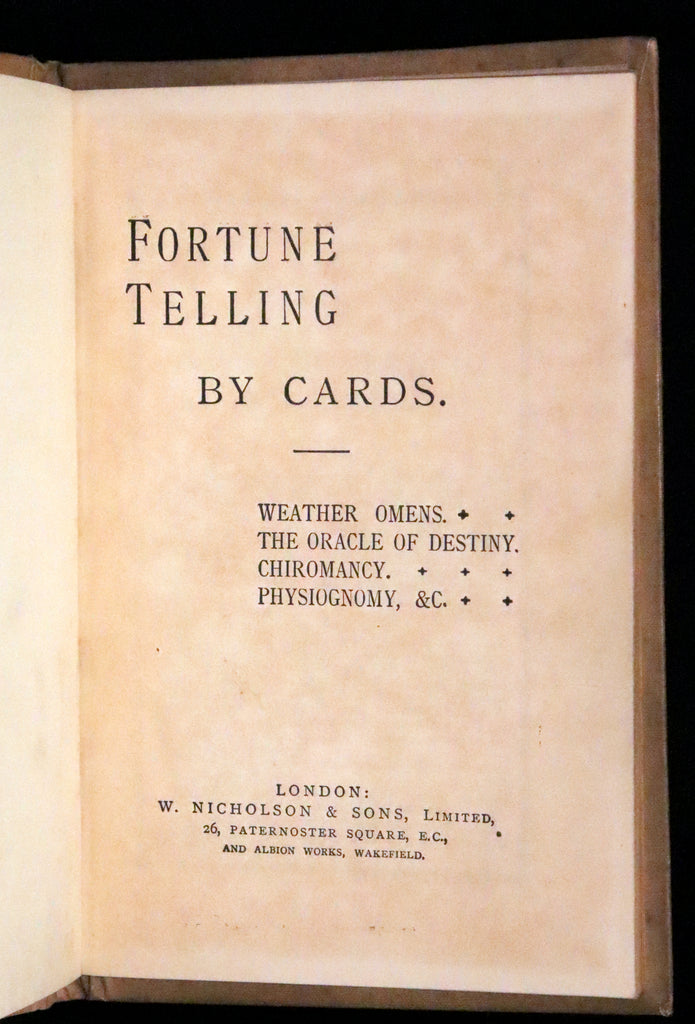 FORTUNE
TELLING
BY CARDS.
WEATHER OMENS.
THE ORACLE OF DESTINY.
CHIROMANCY.
PHYSIOGNOMY, &C.
LONDON:
W. NICHOLSON & SONS, LIMITED,
26, PATERNOSTER SQUARE, E.C.,
AND ALBION WORKS, WAKEFIELD.